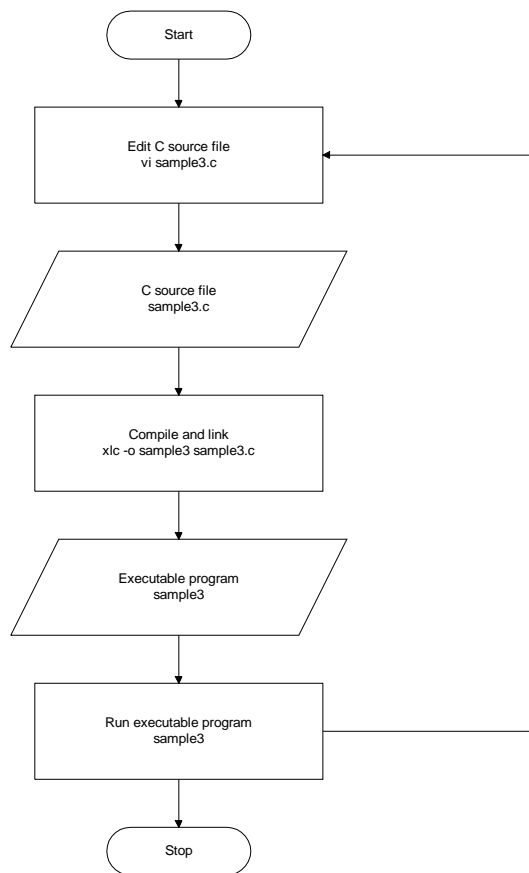 Start
Edit C source file
vi sample3.c
C source file
sample3.c
Compile and link
xlc -o sample3 sample3.c
Executable program
sample3
Run executable program
sample3
Stop